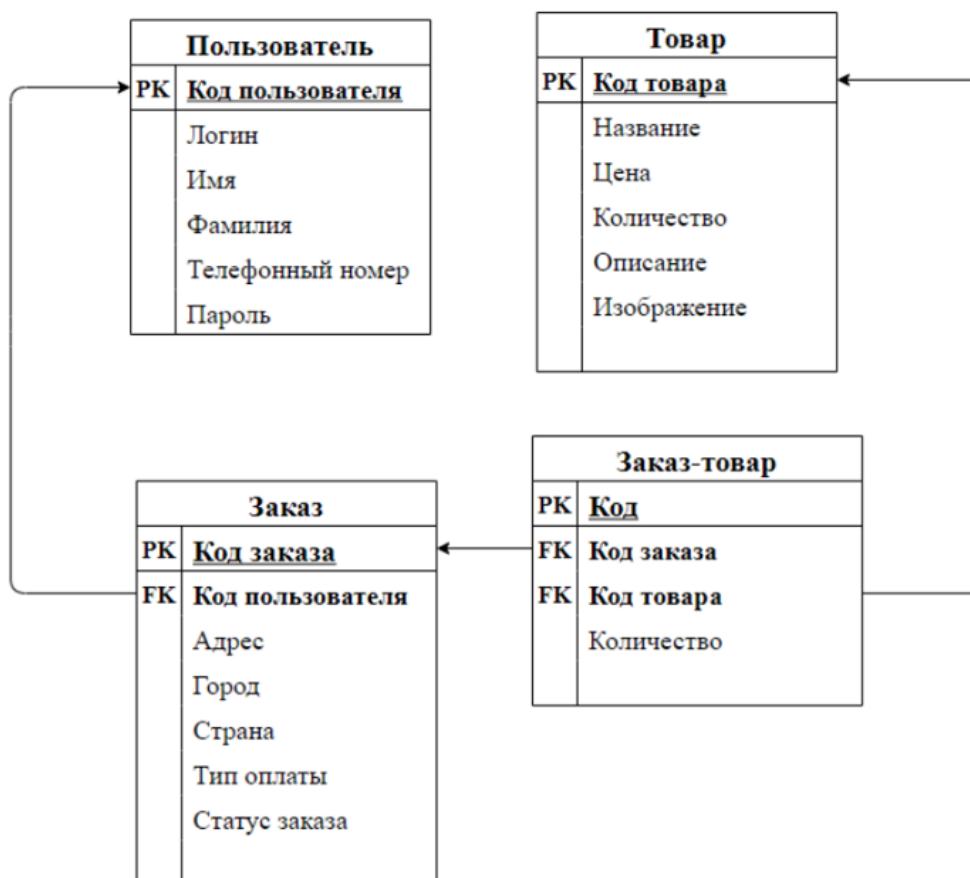 Пользователь
PK Код пользователя
Логин
Имя
Фамилия
Телефонный номер
Пароль
Товар
PK Код товара
Название
Цена
Количество
Описание
Изображение
Заказ
PK Код заказа
FK Код пользователя
Адрес
Город
Страна
Тип оплаты
Статус заказа
Заказ-товар
PK Код
FK Код заказа
FK Код товара
Количество